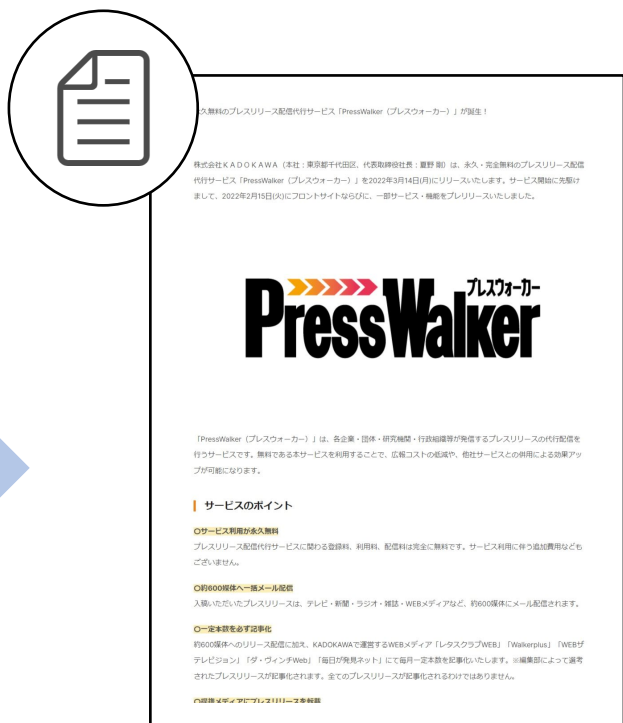 久無料のプレスリリース配信代行サービス「PressWalker（プレスウォーカー）」が誕生！
株式会社ＫＡＤＯＫＡＷＡ（本社：東京都千代田区、代表取締役社長：夏野 剛）は、永久・完全無料のプレスリリース配信
代行サービス「PressWalker（プレスウォーカー）」を2022年3月14日(月)にリリースいたします。サービス開始に先駆け
まして、2022年2月15日(火)にフロントサイトならびに、一部サービス・機能をプレリリースいたしました。
プレスウォーカー
PressWalker
「PressWalker（プレスウォーカー）」は、各企業・団体・研究機関・行政組織等が発信するプレスリリースの代行配信を
行うサービスです。無料である本サービスを利用することで、広報コストの低減や、他社サービスとの併用による効果アッ
プが可能になります。
サービスのポイント
〇サービス利用が永久無料
プレスリリース配信代行サービスに関わる登録料、利用料、配信料は完全に無料です。サービス利用に伴う追加費用なども
ございません。
〇約600媒体へ一括メール配信
入稿いただいたプレスリリースは、テレビ・新聞・ラジオ・雑誌・WEBメディアなど、約600媒体にメール配信されます。
〇一定本数を必ず記事化
約600媒体へのリリース配信に加え、KADOKAWAで運営するWEBメディア「レタスクラブWEB」「Walkerplus」「WEBザ
テレビジョン」「ダ・ヴィンチWeb」「毎日が発見ネット」にて毎月一定本数を記事化いたします。※編集部によって選考
されたプレスリリースが記事化されます。全てのプレスリリースが記事化されるわけではありません。
〇提携メディアにプレスリリースを転載